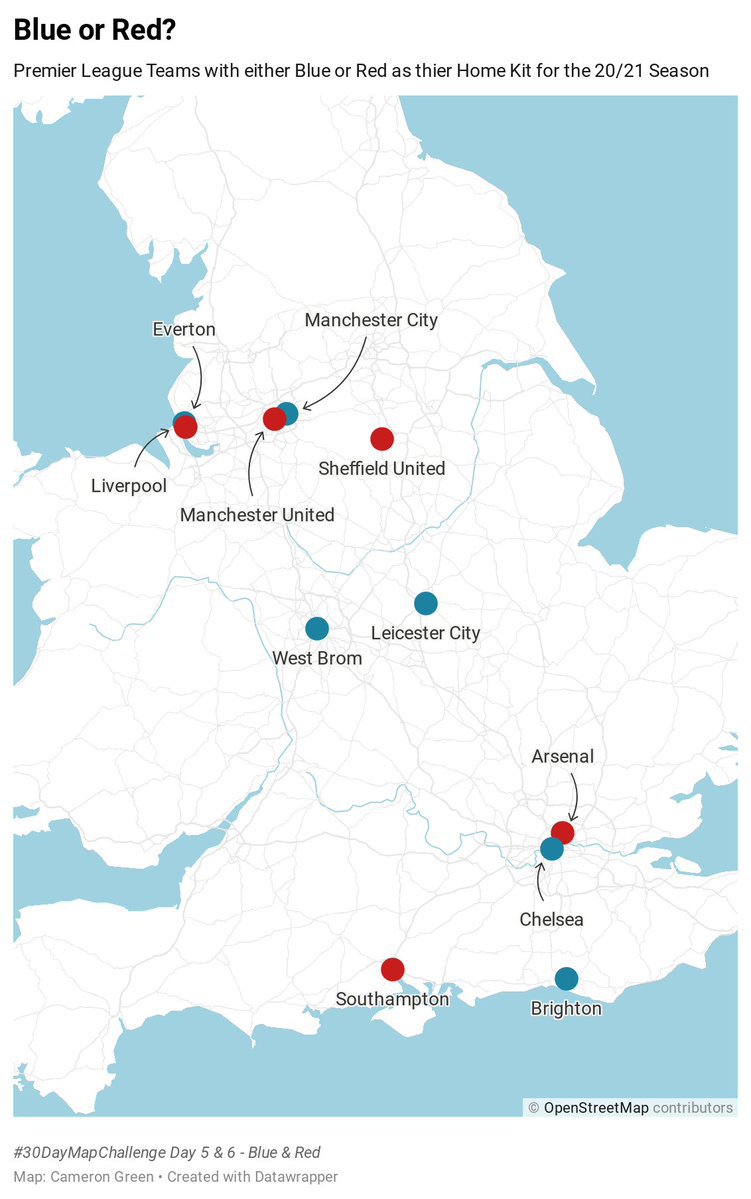 Blue or Red?
Premier League Teams with either Blue or Red as thier Home Kit for the 20/21 Season
Everton
Manchester City
Sheffield United
Liverpool
Manchester United
Leicester City
West Brom
Arsenal
Chelsea
Southampton
Brighton
© OpenStreetMap contributors
#30DayMapChallenge Day 5 & 6 - Blue & Red
Map: Cameron Green • Created with Datawrapper